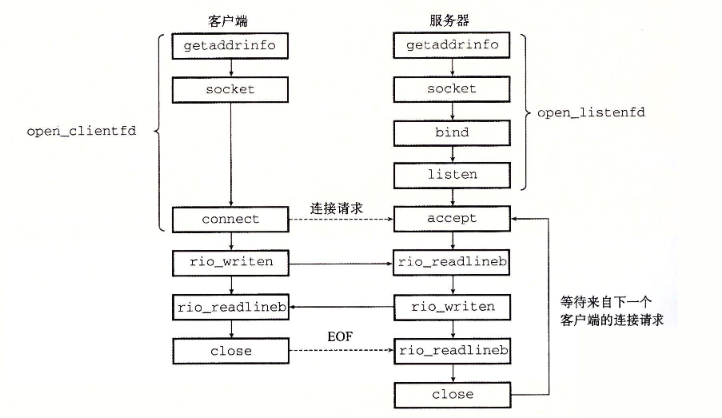 客户端
服务器
getaddrinfo
getaddrinfo
socket
socket
open_clientfd
open_listenfd
bind
listen
连接请求
connect
accept
rio_writen
rio_readlineb
rio_readlineb
rio_writen
等待来自下一个
客户端的连接请求
EOF
close
rio_readlineb
close